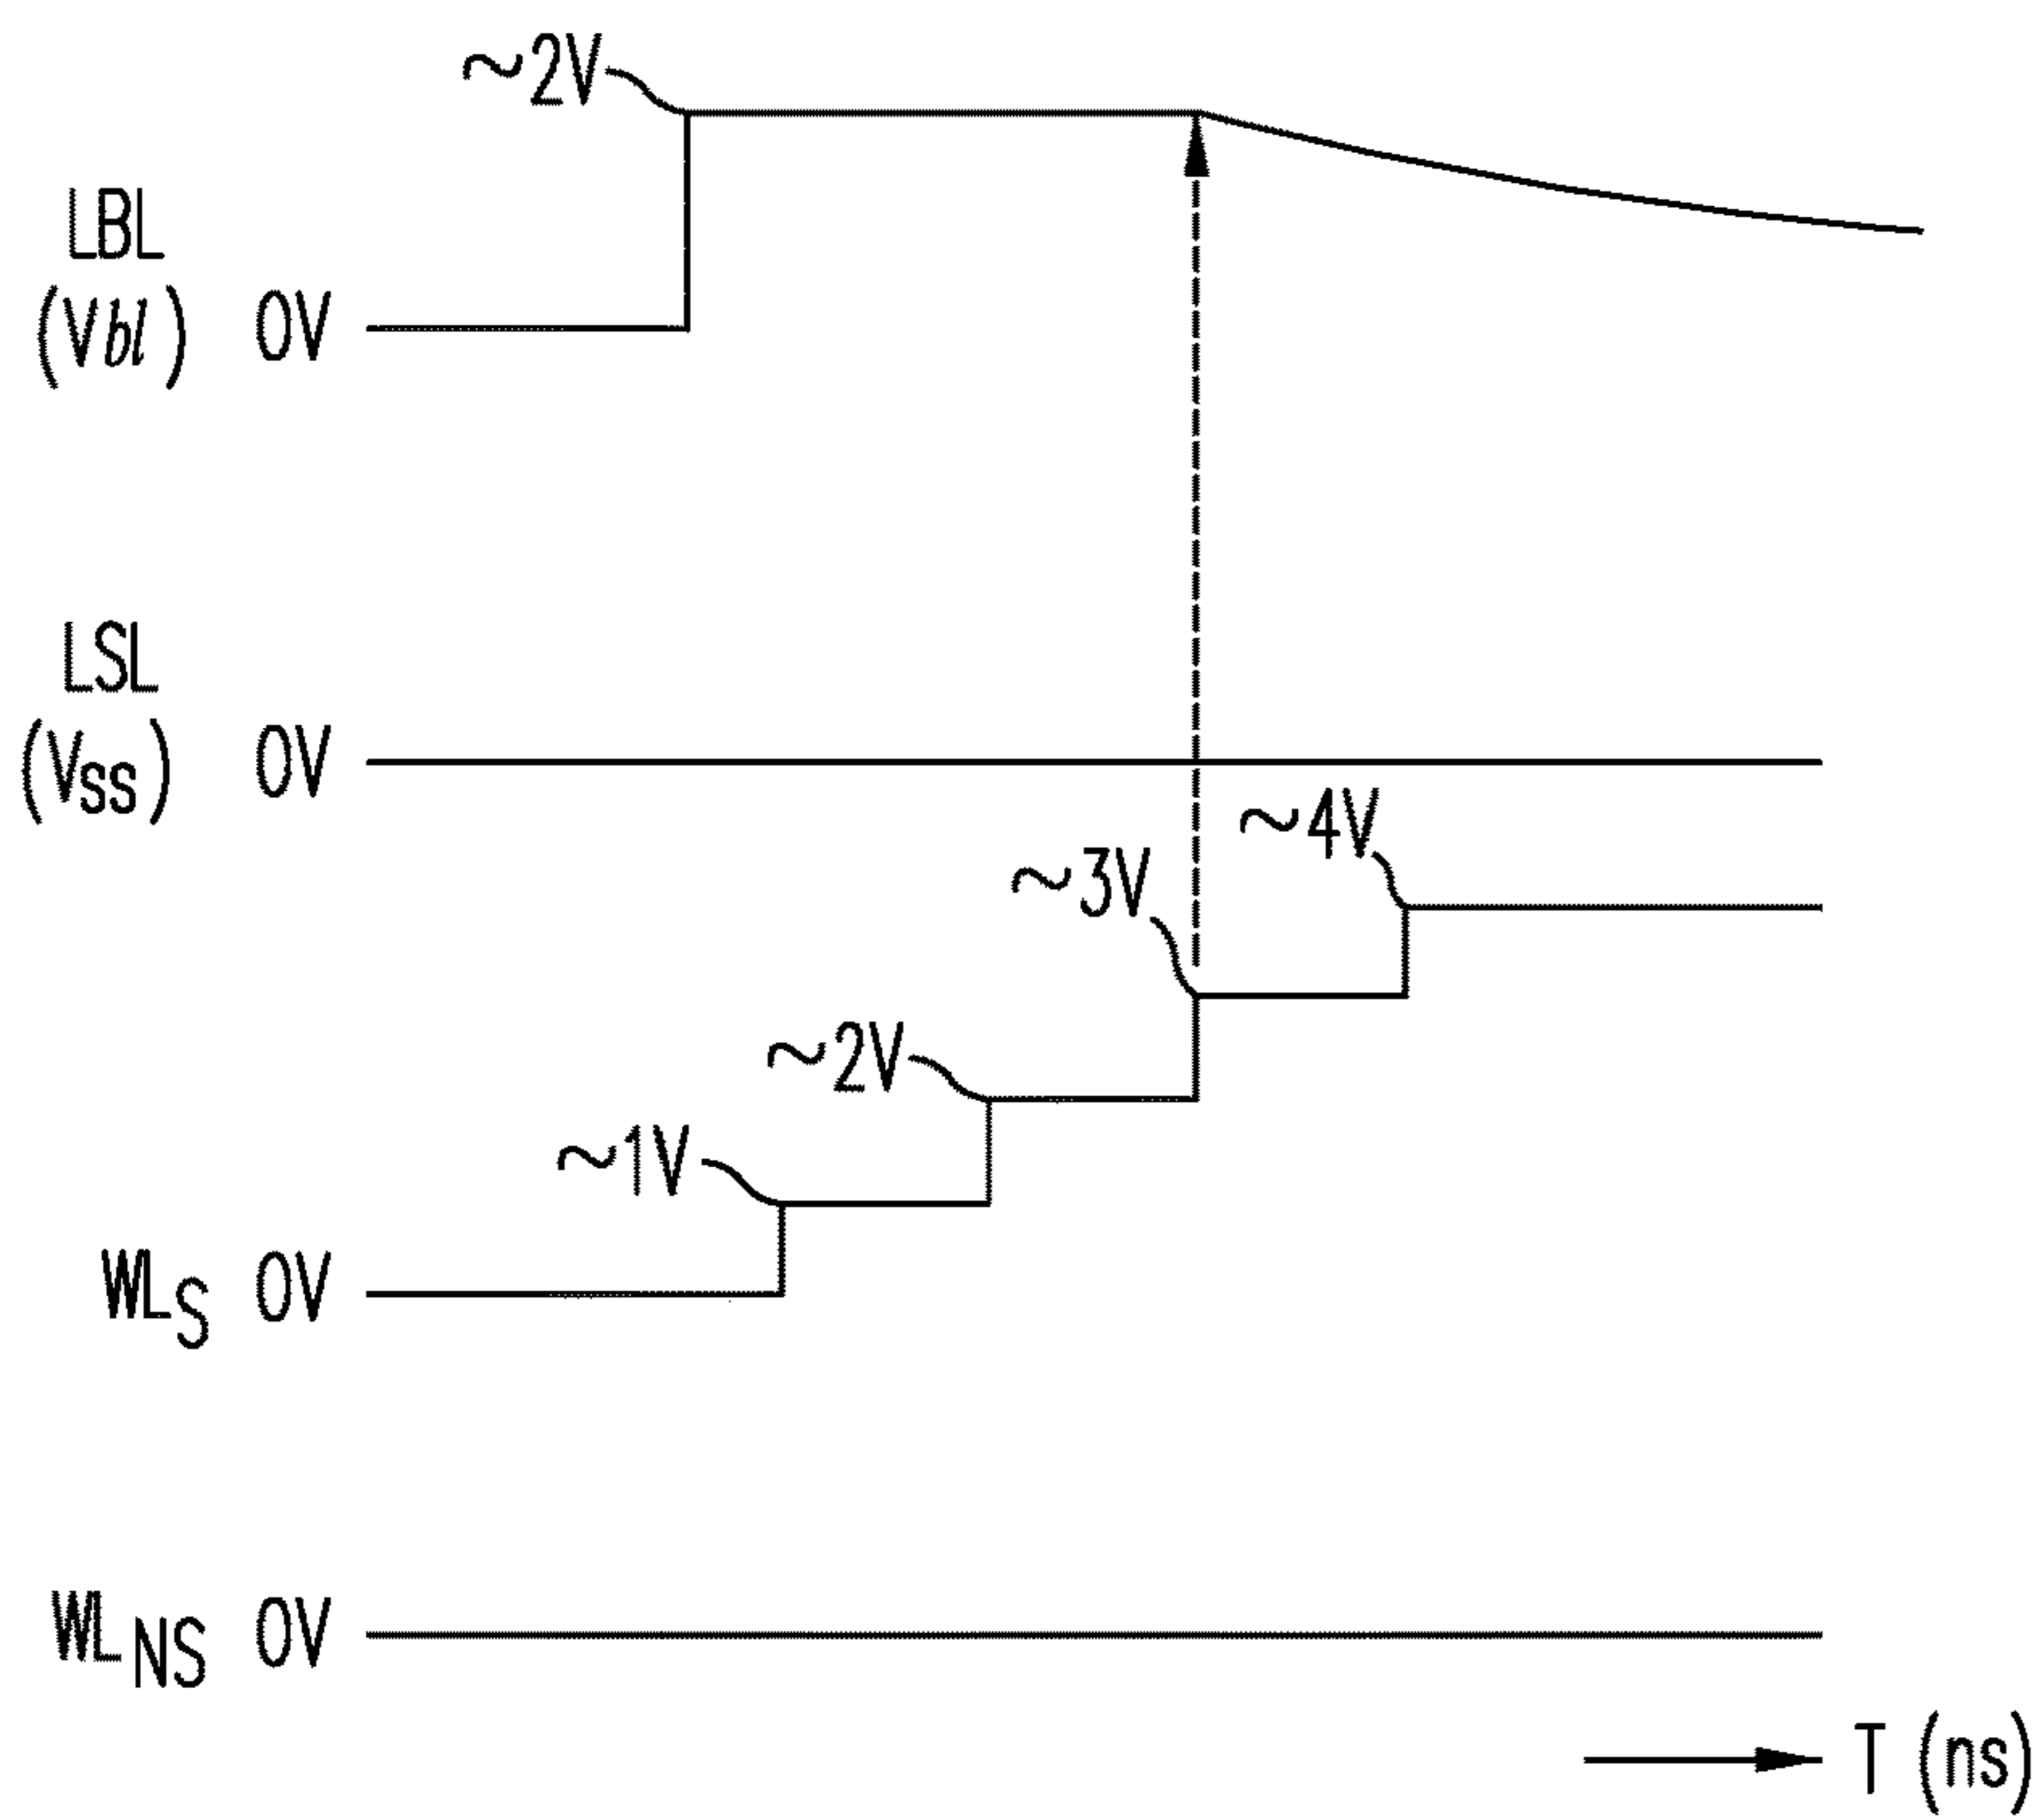 ~2V
LBL
(Vbl) 0V
LSL
(Vss) 0V
~4V
~3V
~2V
~1V
WLS 0V
WLNS 0V
T (ns)